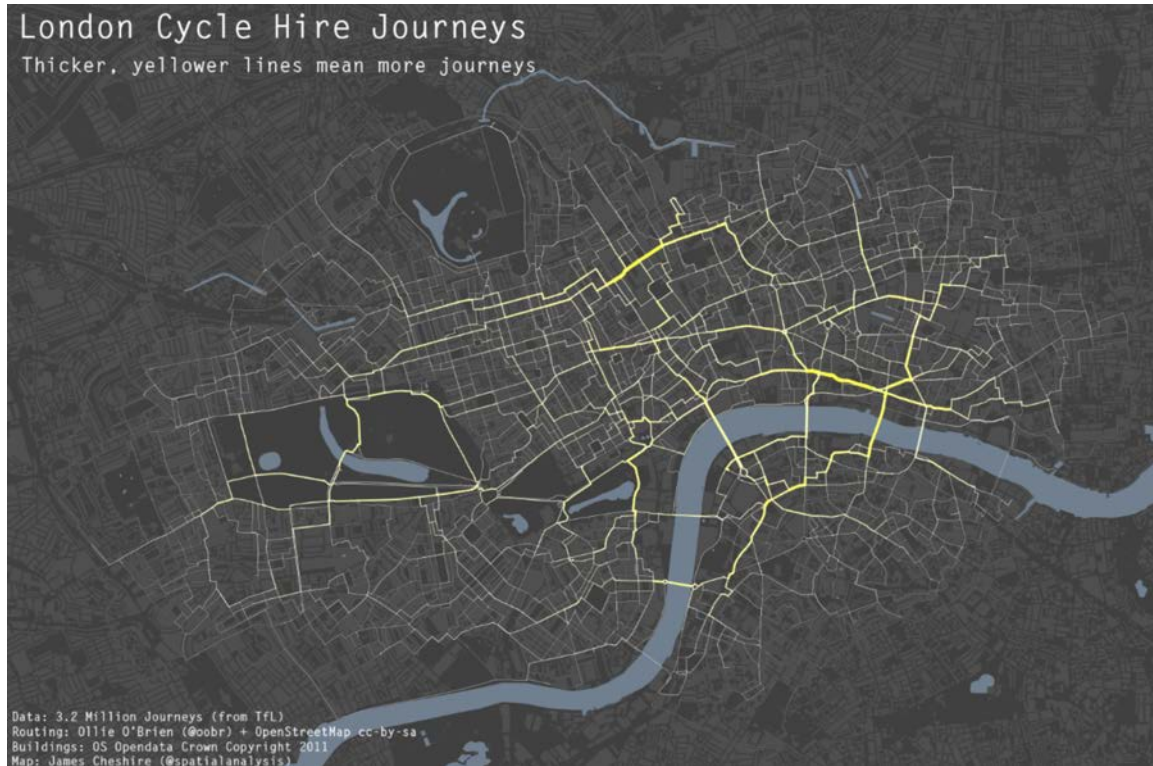 London Cycle Hire Journeys
Thicker, yellower lines mean more journeys
Data: 3.2 Million Journeys (from TfL)
Routing: Ollie O'Brien (@oobr) + OpenStreetMap cc-by-sa
Buildings: OS Opendata Crown Copyright 2011
Map: James Cheshire (@spatialanalysis)